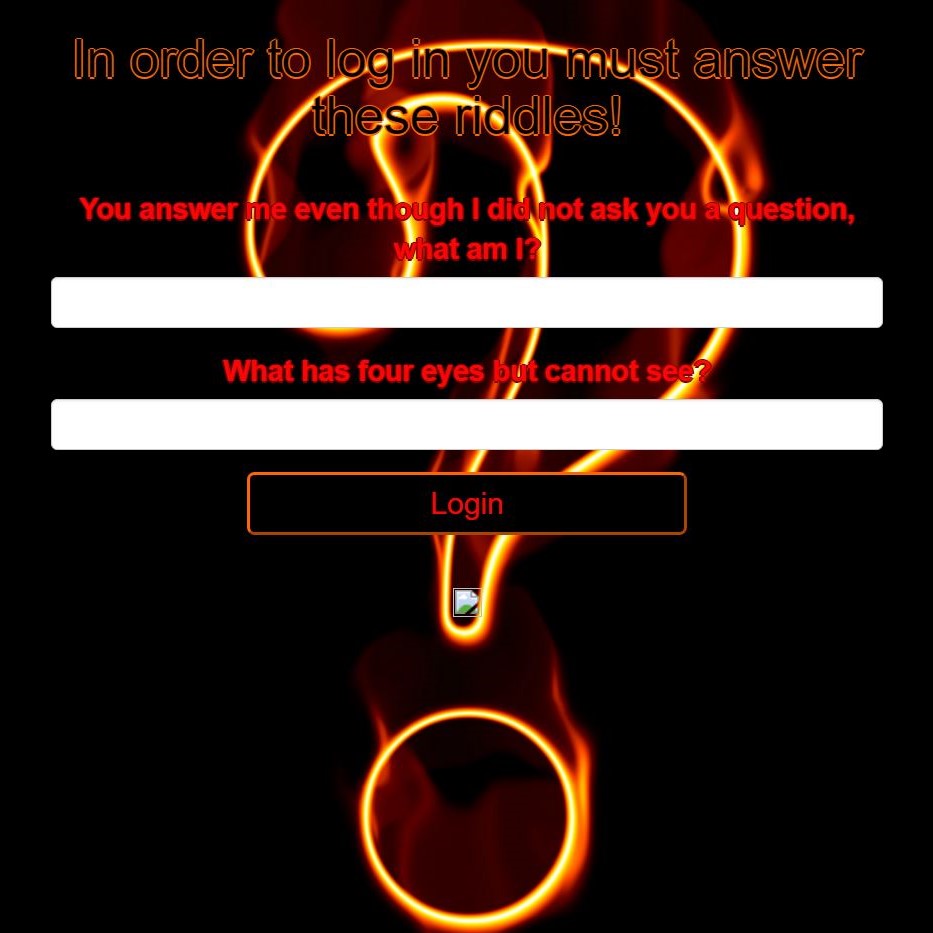 In order to log in you must answer
these riddles!
You answer me even though I did not ask you a question,
what am I?
What has four eyes but cannot see?
Login